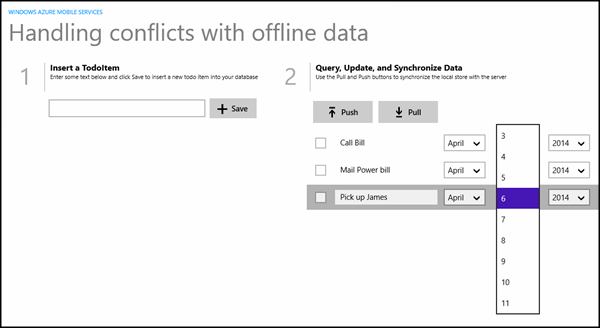 WINDOWS AZURE MOBILE SERVICES
Handling conflicts with offline data
1
Insert a TodoItem
Enter some text below and click Save to insert a new todo item into your database
Save
2
Query, Update, and Synchronize Data
Use the Pull and Push buttons to synchronize the local store with the server
Push Pull
Call Bill April 2014
Mail Power bill April 2014
Pick up James April 2014
3
4
5
6
7
8
9
10
11